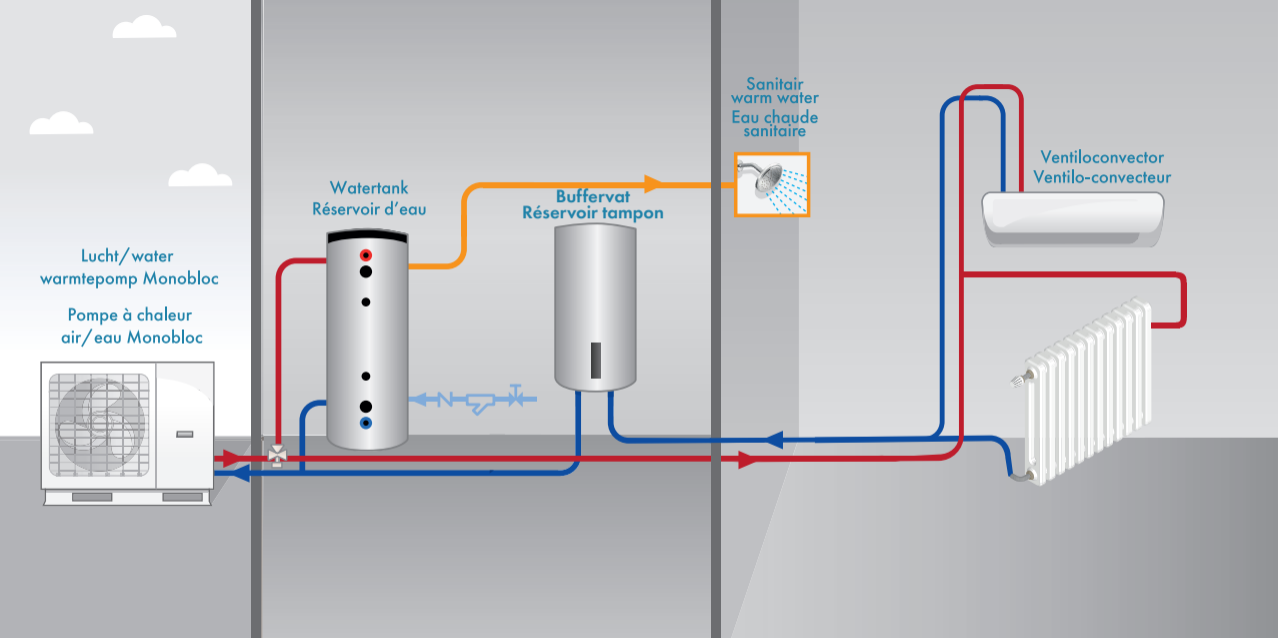 Sanitair
warm water
Eau chaude
sanitaire
Ventiloconvector
Ventilo-convecteur
Watertank
Réservoir d'eau
Buffervat
Réservoir tampon
Lucht/water
warmtepomp Monobloc
Pompe à chaleur
air/eau Monobloc